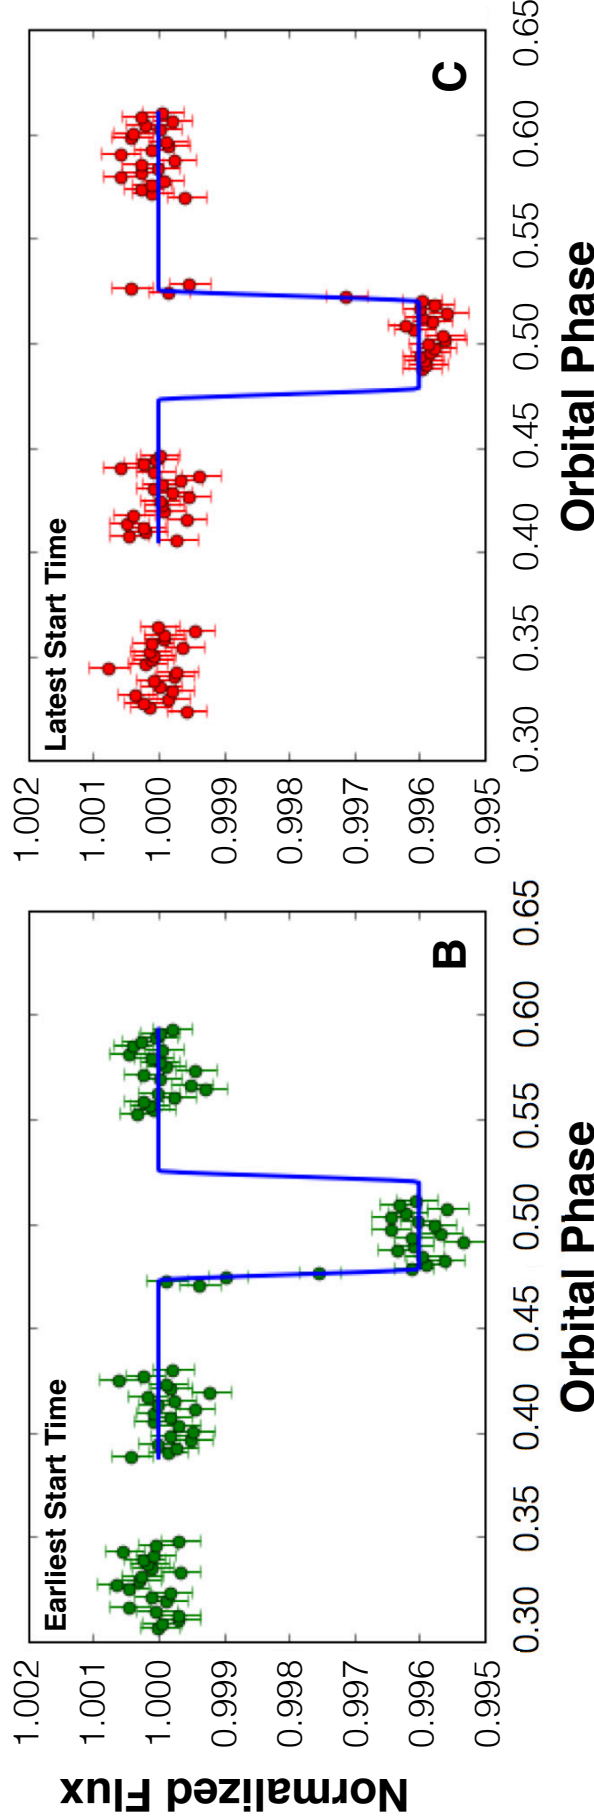 Normalized Flux
1.002
1.001
1.000
0.999
0.998
0.997
0.996
0.995
Earliest Start Time
B
0.30 0.35 0.40 0.45 0.50 0.55 0.60 0.65
Orbital Phase
1.002
1.001
1.000
0.999
0.998
0.997
0.996
0.995
Latest Start Time
C
0.30 0.35 0.40 0.45 0.50 0.55 0.60 0.65
Orbital Phase